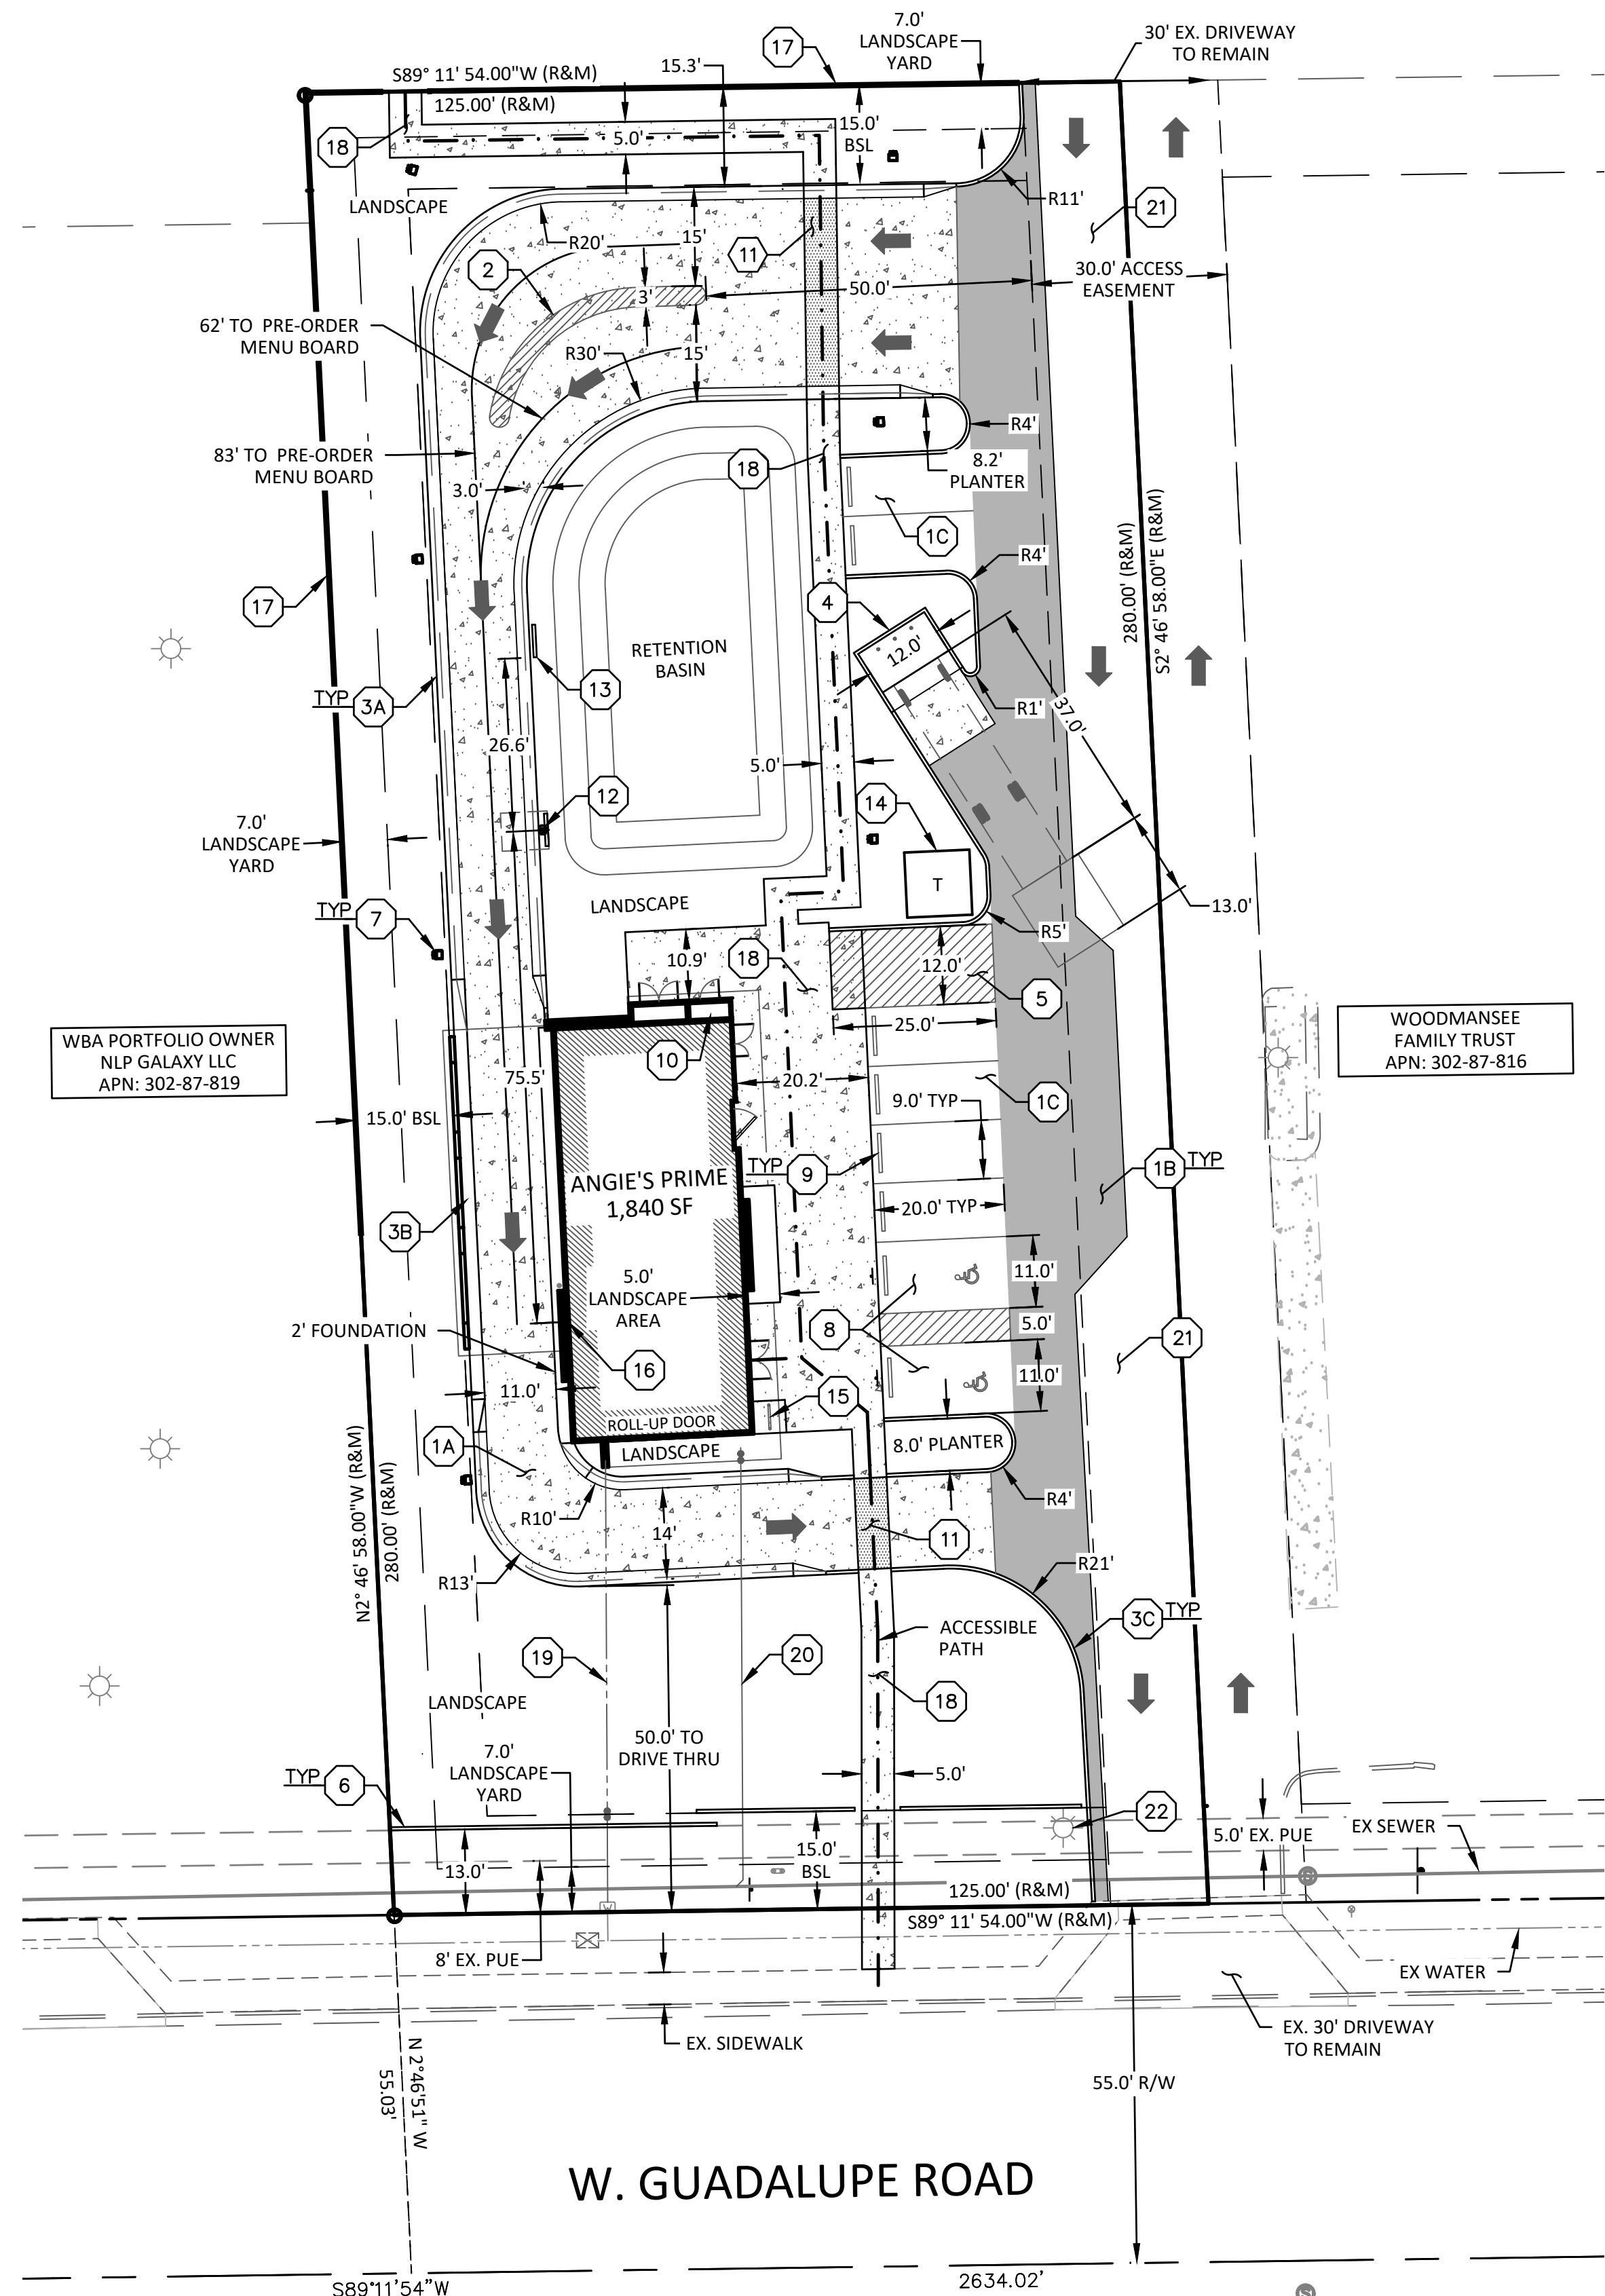 7.0'
LANDSCAPE
YARD
30' EX. DRIVEWAY
TO REMAIN
17
S89° 11' 54.00"W (R&M)
125.00' (R&M)
15.3'
18
5.0'
15.0'
BSL
LANDSCAPE
R11'
21
R20'
15'
11
2
3'
50.0'
30.0' ACCESS
EASEMENT
62' TO PRE-ORDER
MENU BOARD
R30'
15'
R4'
83' TO PRE-ORDER
MENU BOARD
18
8.2'
PLANTER
3.0'
1C
280.00' (R&M)
S2° 46' 58.00"E (R&M)
R4'
17
4
12.0'
RETENTION
BASIN
13
TYP
3A
R1'
37.0'
26.6'
5.0'
12
14
7.0'
LANDSCAPE
YARD
T
13.0'
LANDSCAPE
TYP
7
R5'
10.9'
18
12.0'
5
25.0'
WBA PORTFOLIO OWNER
NLP GALAXY LLC
APN: 302-87-819
WOODMANSEE
FAMILY TRUST
APN: 302-87-816
10
75.5'
20.2'
9.0' TYP
1C
15.0' BSL
ANGIE'S PRIME
1,840 SF
TYP
9
1B
TYP
20.0' TYP
3B
5.0'
LANDSCAPE
AREA
11.0'
2' FOUNDATION
8
5.0'
21
16
11.0'
11.0'
15
ROLL-UP DOOR
LANDSCAPE
1A
8.0' PLANTER
N2° 46' 58.00"W (R&M)
280.00' (R&M)
R4'
R10'
14'
11
R13'
R21'
3C
TYP
ACCESSIBLE
PATH
19
20
18
LANDSCAPE
50.0' TO
DRIVE THRU
7.0'
LANDSCAPE
YARD
5.0'
TYP
6
22
5.0' EX. PUE
EX SEWER
13.0'
15.0'
BSL
125.00' (R&M)
S89° 11' 54.00"W (R&M)
W
8' EX. PUE
EX WATER
EX. SIDEWALK
EX. 30' DRIVEWAY
TO REMAIN
N 2°46'51" W
55.03'
55.0' R/W
W. GUADALUPE ROAD
S89°11'54"W
2634.02'
S